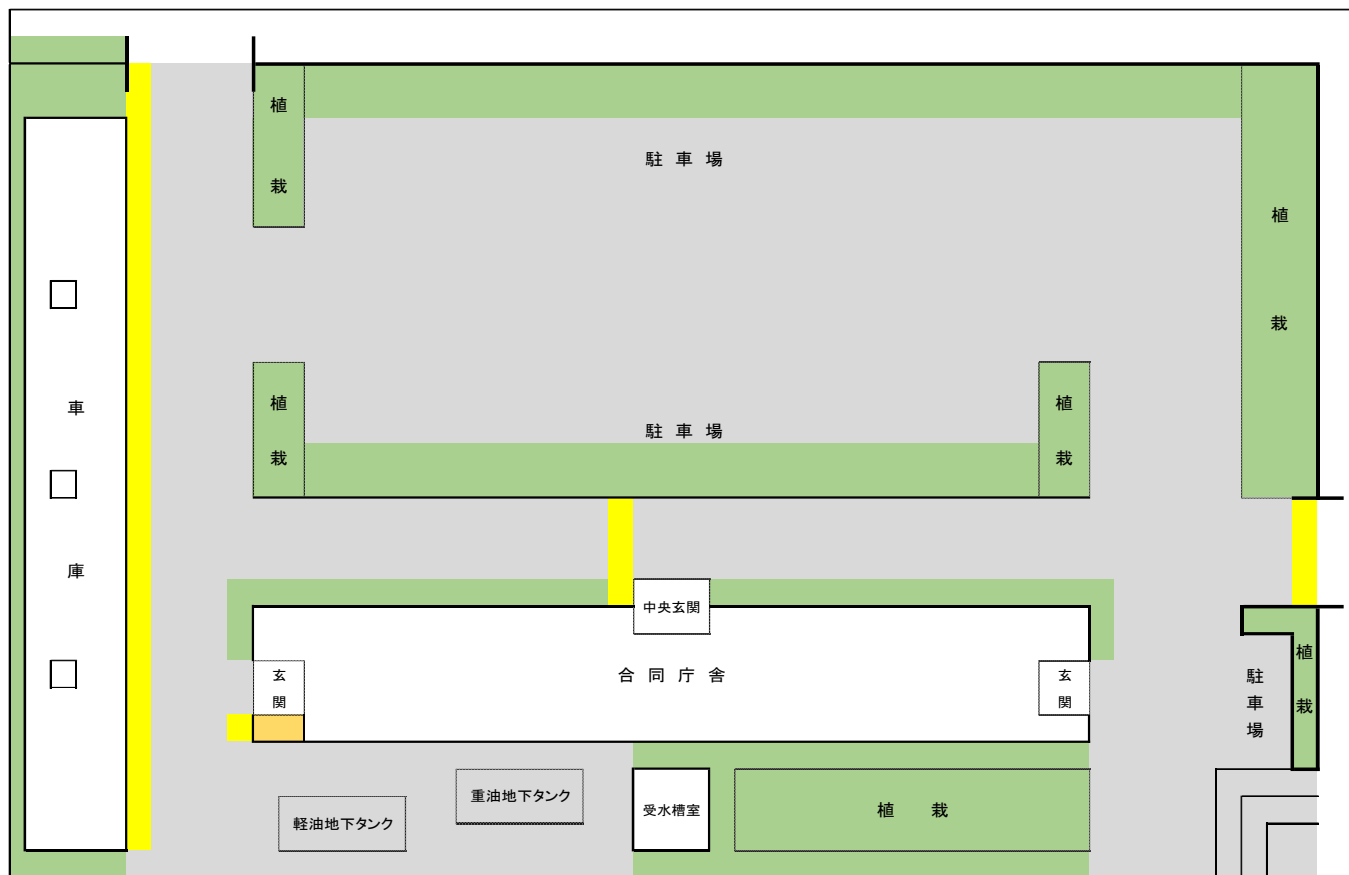 植栽
駐車場
植栽
車庫
植栽
駐車場
植栽
中央玄関
玄関
合同庁舎
玄関
駐車場
植栽
軽油地下タンク
重油地下タンク
受水槽室
植栽